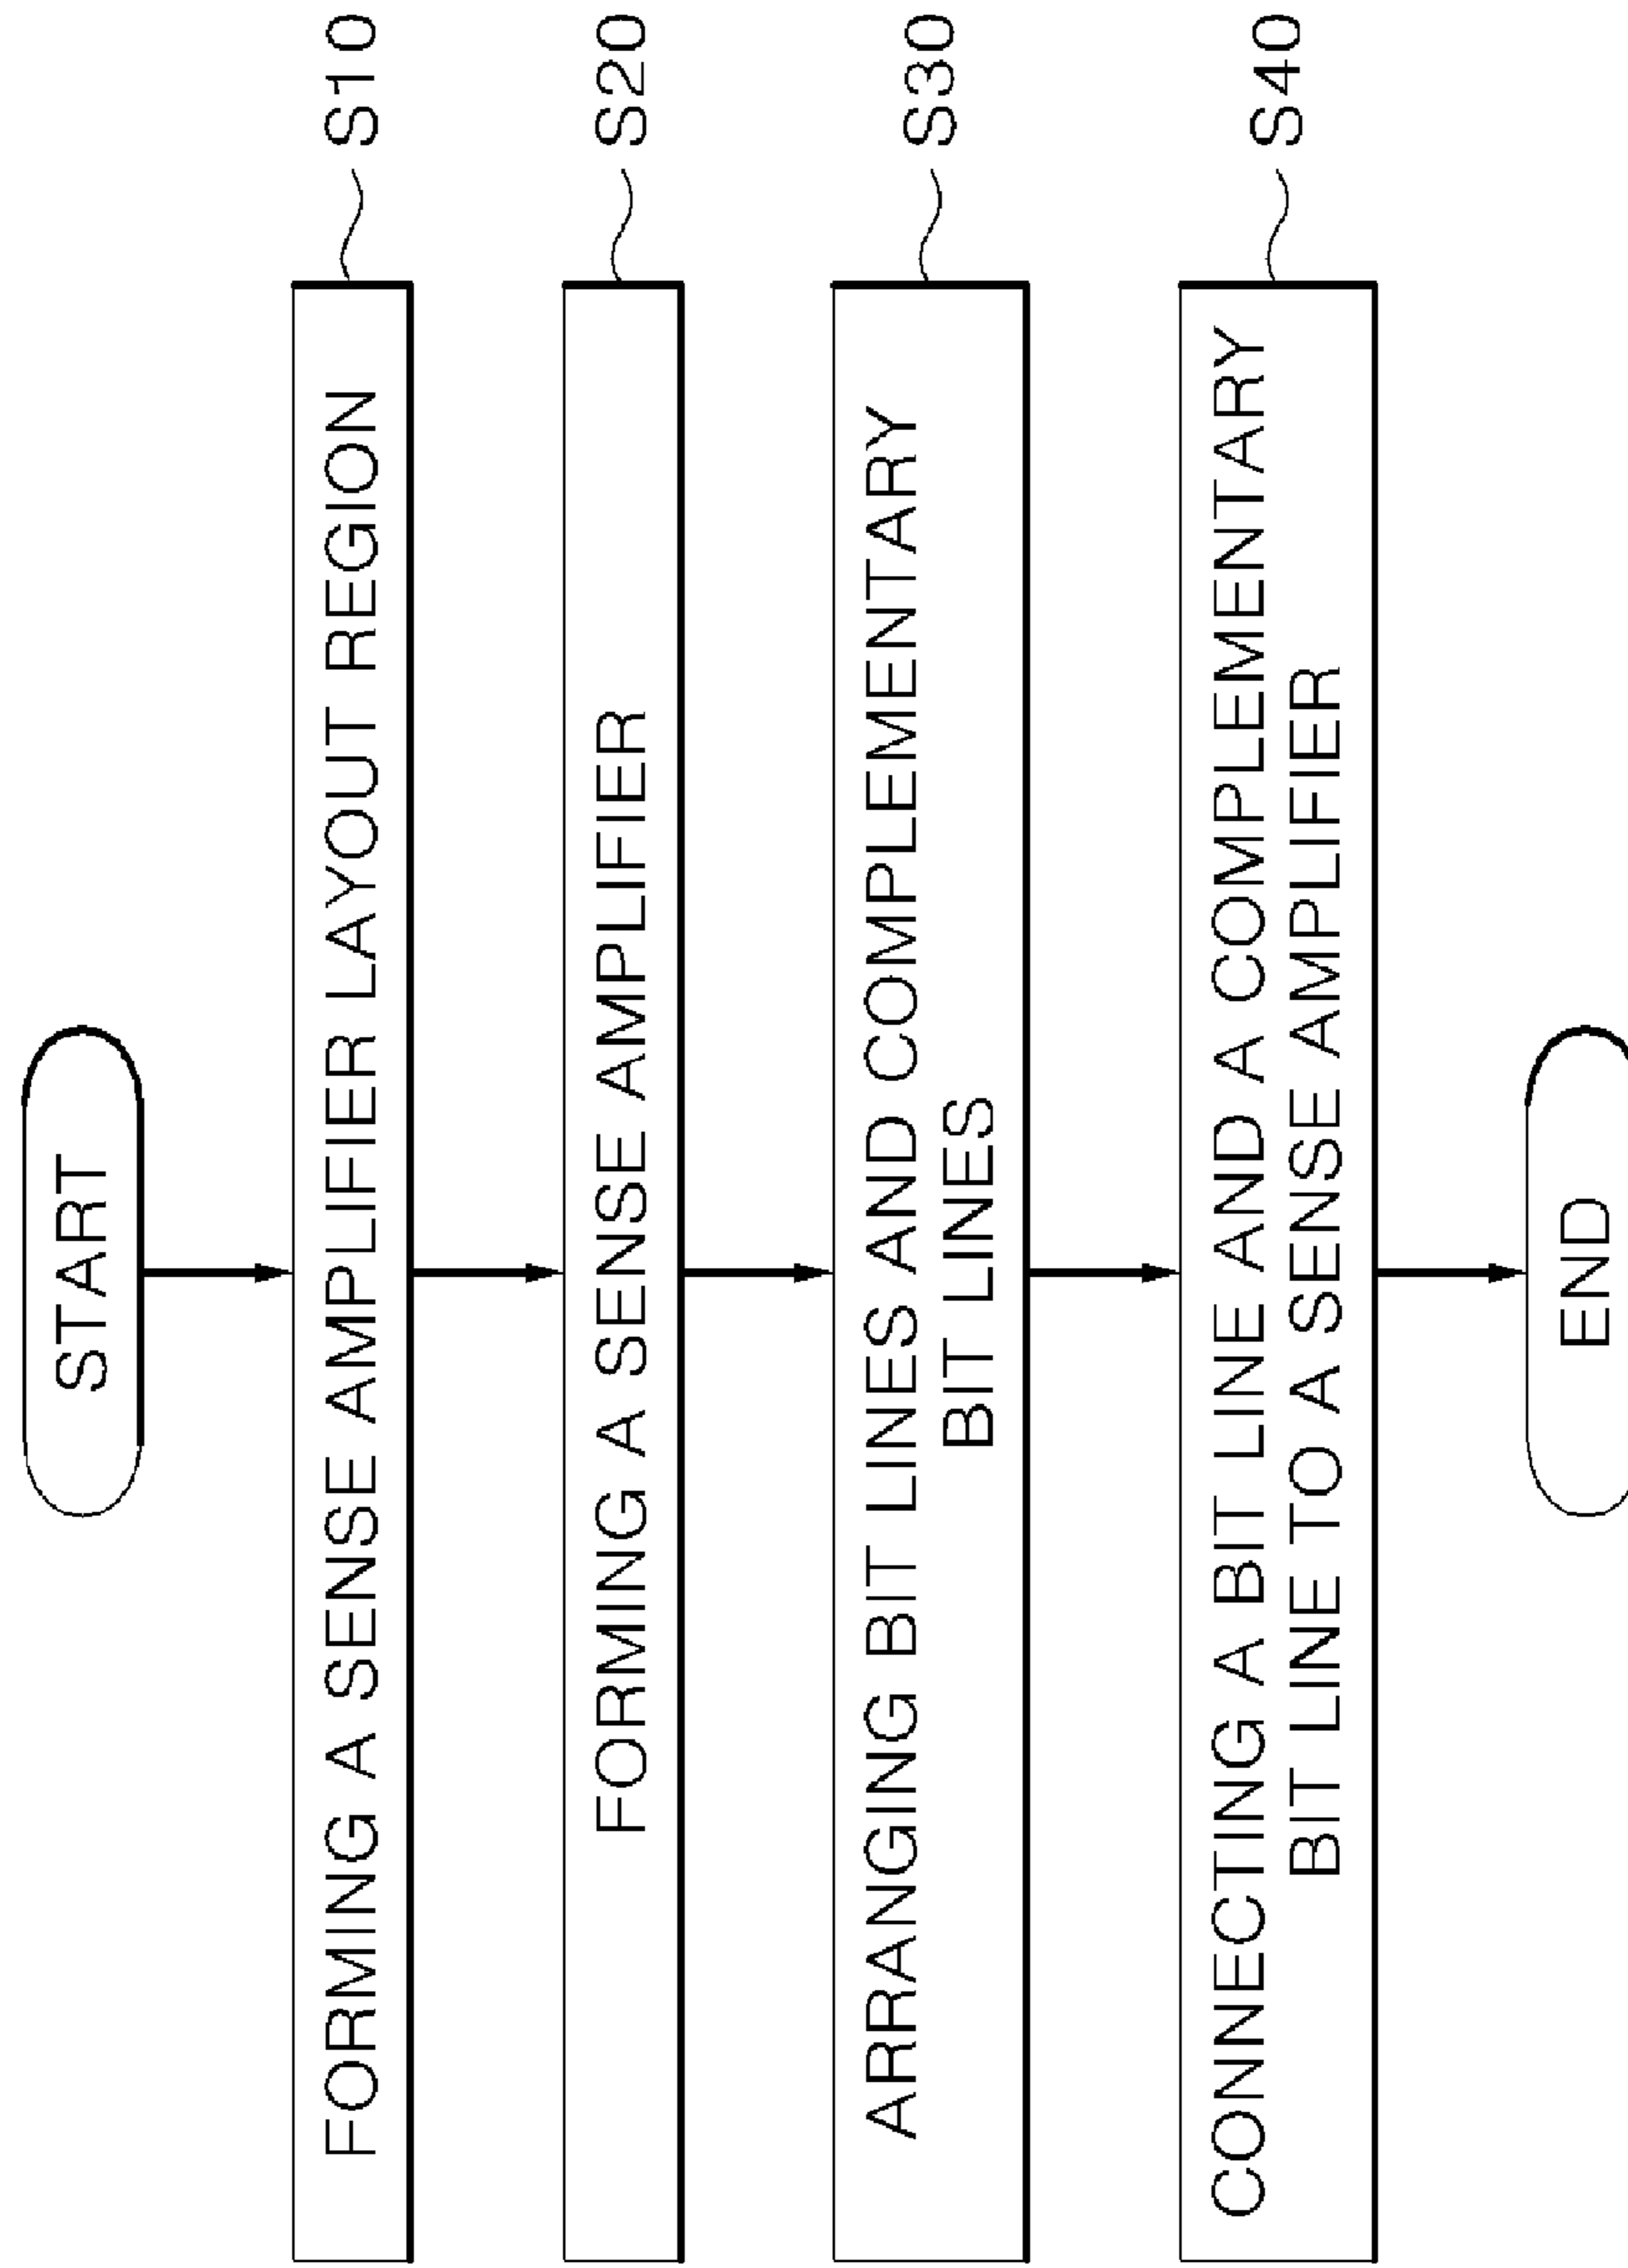 START
FORMING A SENSE AMPLIFIER LAYOUT REGION
S10
FORMING A SENSE AMPLIFIER
S20
ARRANGING BIT LINES AND COMPLEMENTARY
BIT LINES
S30
CONNECTING A BIT LINE AND A COMPLEMENTARY
BIT LINE TO A SENSE AMPLIFIER
S40
END